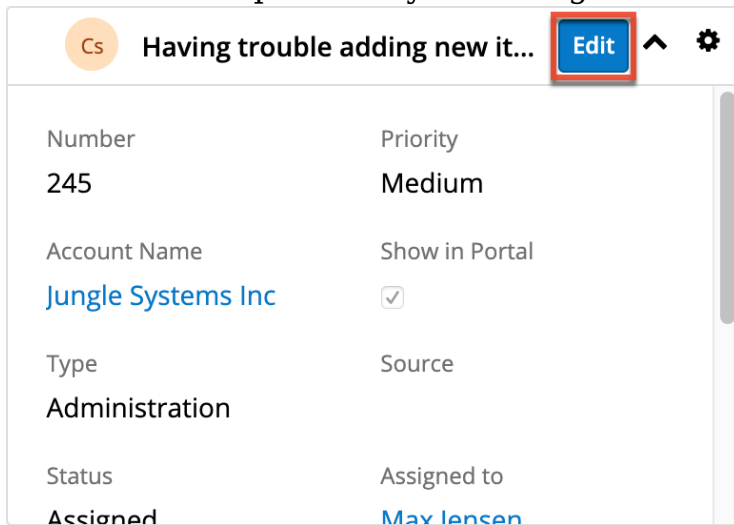 Cs Having trouble adding new it... Edit
Number Priority
245 Medium
Account Name Show in Portal
Jungle Systems Inc
Type Source
Administration
Status Assigned to
Assigned Max Jensen